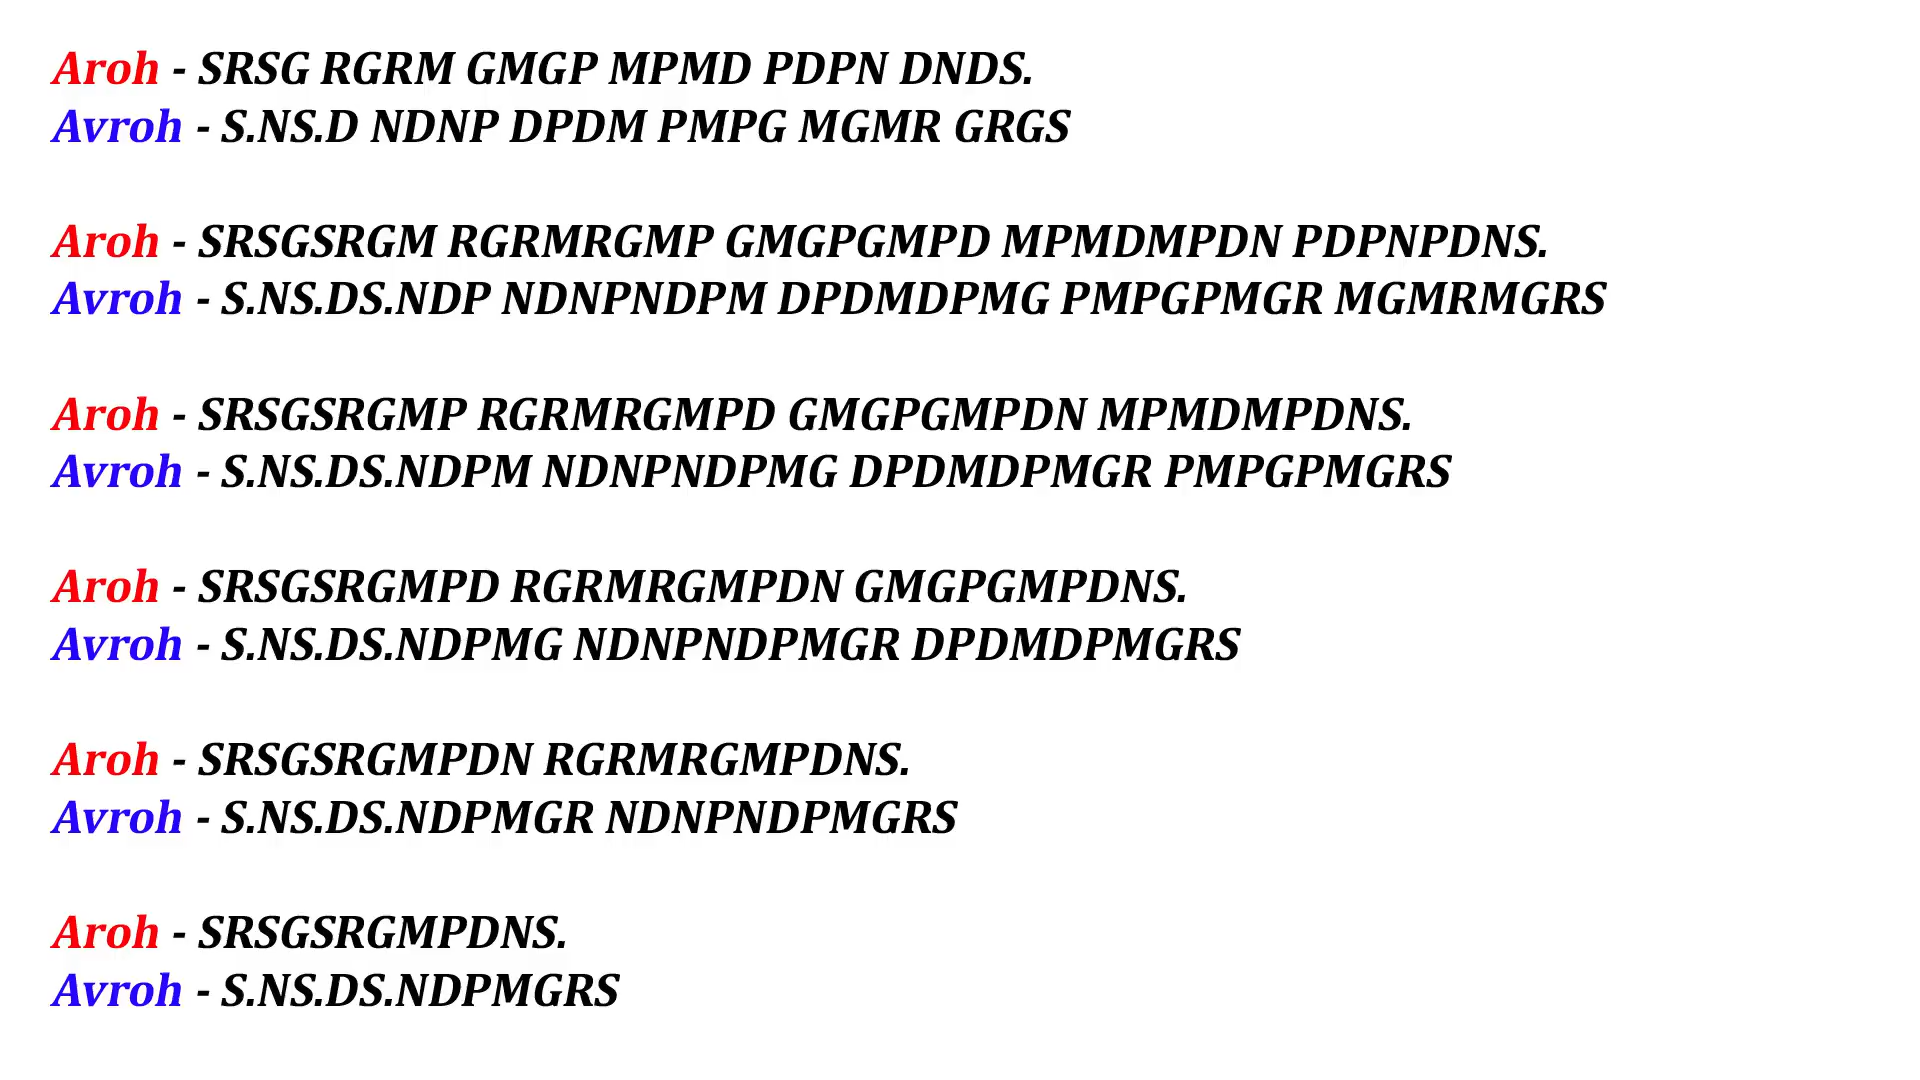 Aroh - SRSG RGRM GMGP MPMD PDPN DNDS.
Avroh - S.NS.D NDNP DPDM PMPG MGMR GRGS
Aroh - SRSGSRGM RGRMRGMP GMGPGMPD MPMDMPDN PDPNPDNS.
Avroh - S.NS.DS.NDP NDNPNDPM DPDMDPMG PMPGPMGR MGMRMGRS
Aroh - SRSGSRGMP RGRMRGMPD GMGPGMPDN MPMDMPDNS.
Avroh - S.NS.DS.NDPM NDNPNDPMG DPDMDPMGR PMPGPMGRS
Aroh - SRSGSRGMPD RGRMRGMPDN GMGPGMPDNS.
Avroh - S.NS.DS.NDPMG NDNPNDPMGR DPDMDPMGRS
Aroh - SRSGSRGMPDN RGRMRGMPDNS.
Avroh - S.NS.DS.NDPMGR NDNPNDPMGRS
Aroh - SRSGSRGMPDNS.
Avroh - S.NS.DS.NDPMGRS